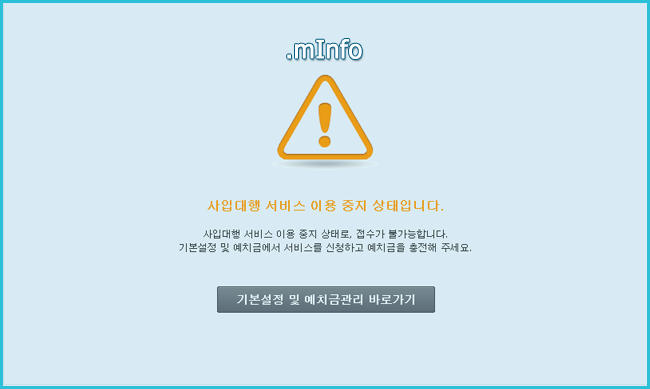 .mInfo
사입대행 서비스 이용 중지 상태입니다.
사입대행 서비스 이용 중지 상태로, 접수가 불가능합니다.
기본설정 및 예치금에서 서비스를 신청하고 예치금을 충전해 주세요.
기본설정 및 예치금관리 바로가기